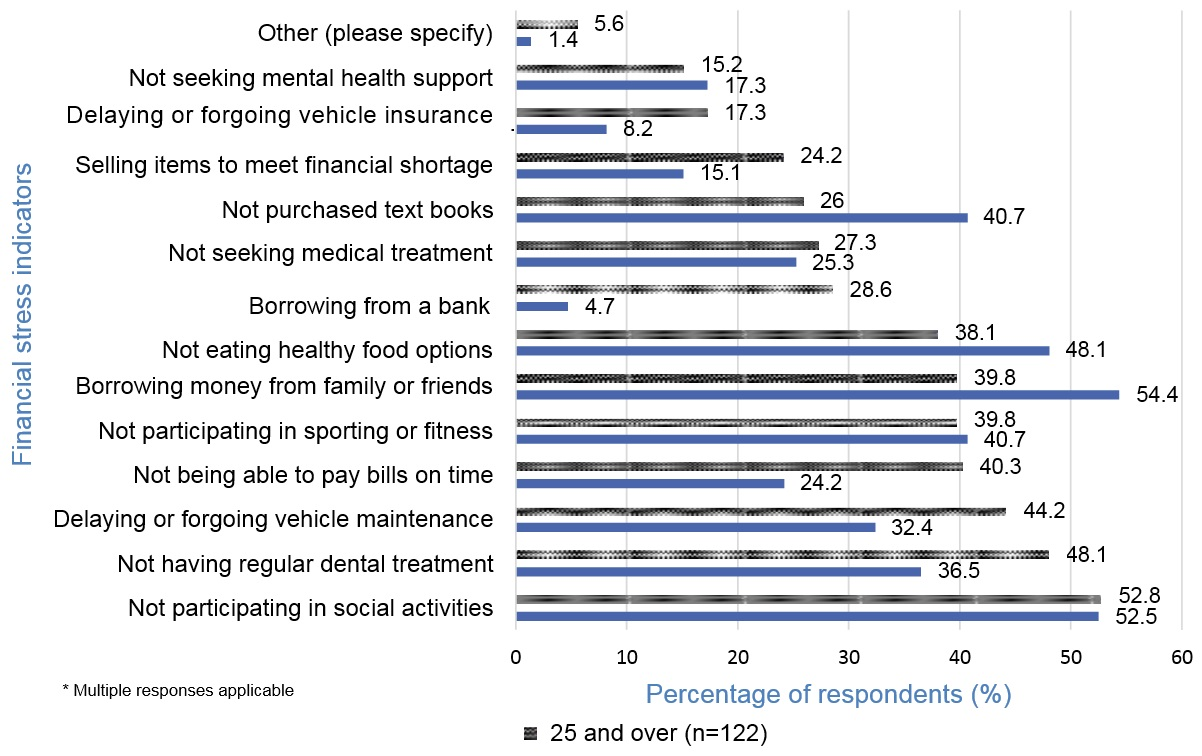 Financial stress indicators
Other (please specify)
5.6
1.4
Not seeking mental health support
15.2
17.3
Delaying or forgoing vehicle insurance
17.3
8.2
Selling items to meet financial shortage
24.2
15.1
Not purchased text books
26
40.7
Not seeking medical treatment
27.3
25.3
Borrowing from a bank
28.6
4.7
Not eating healthy food options
38.1
48.1
Borrowing money from family or friends
39.8
54.4
Not participating in sporting or fitness
39.8
40.7
Not being able to pay bills on time
40.3
24.2
Delaying or forgoing vehicle maintenance
44.2
32.4
Not having regular dental treatment
48.1
36.5
Not participating in social activities
52.8
52.5
0 10 20 30 40 50 60
* Multiple responses applicable
Percentage of respondents (%)
25 and over (n=122)